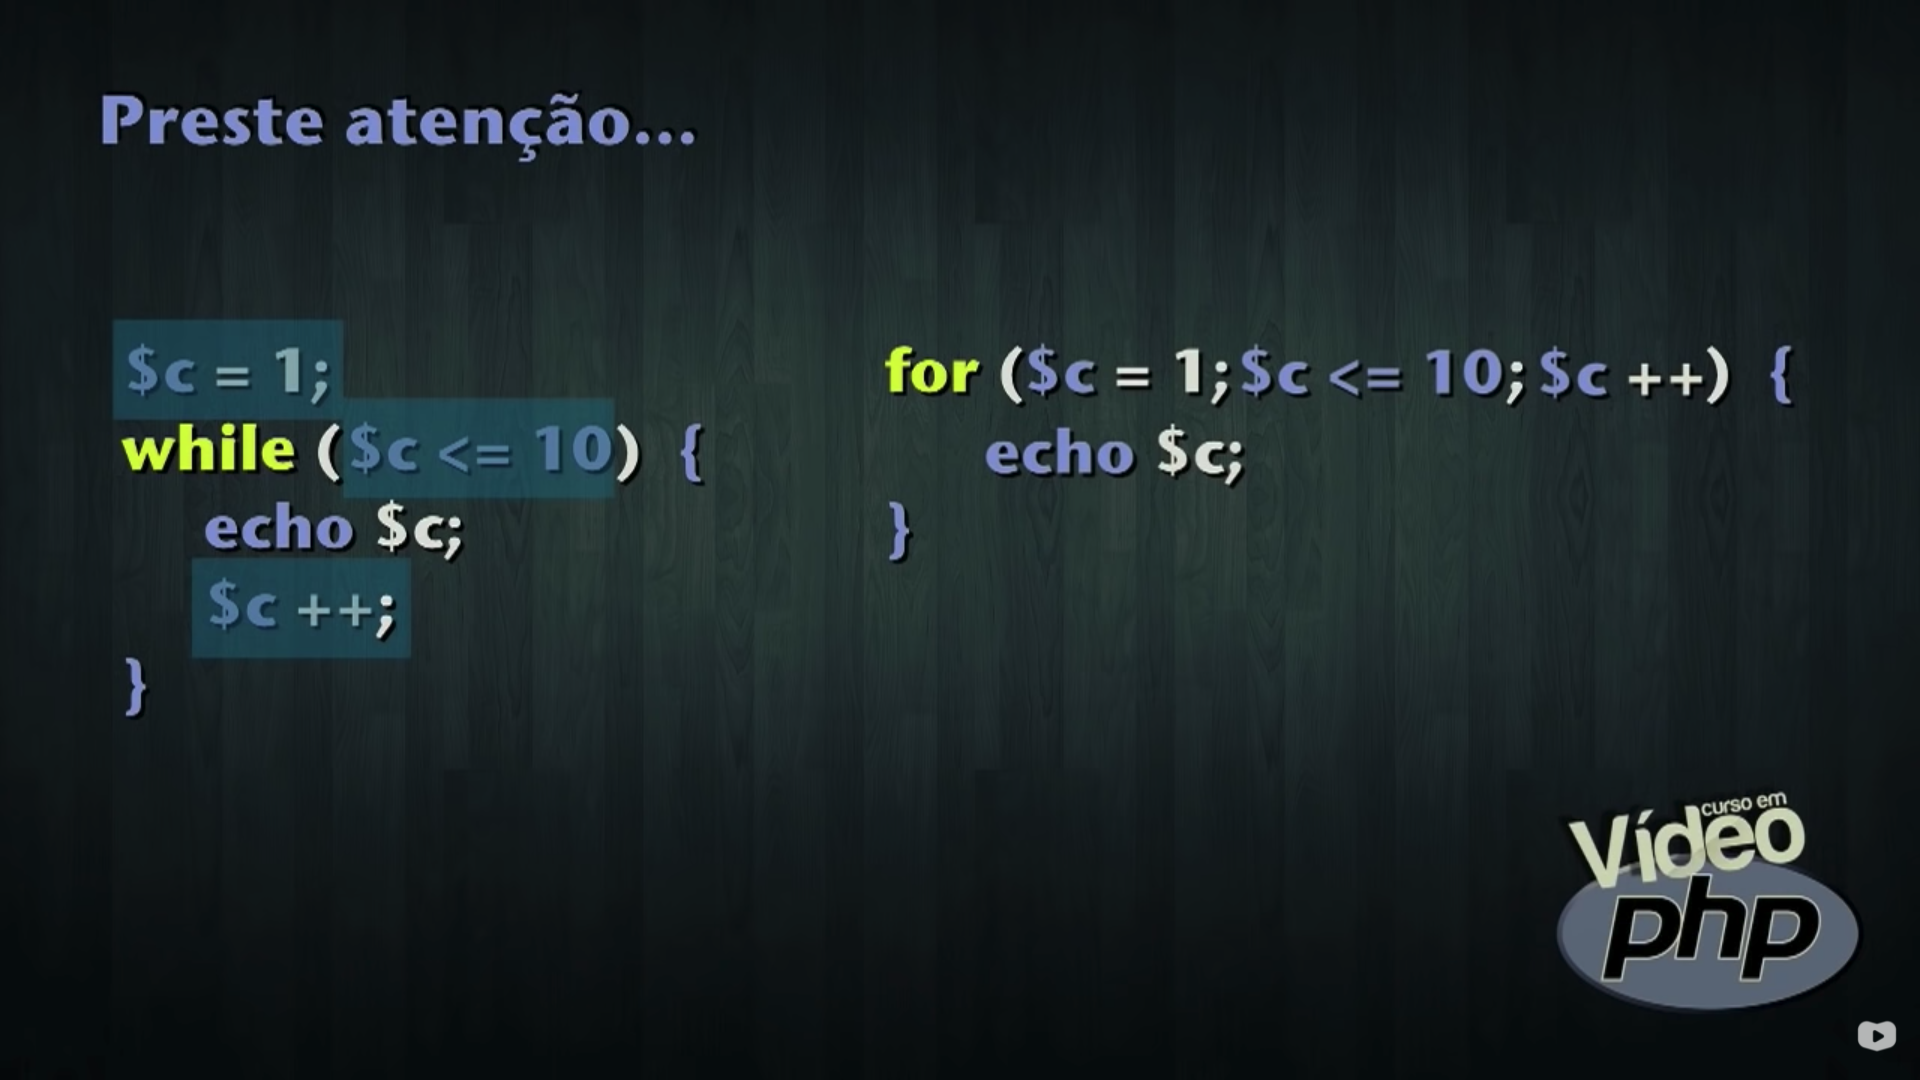 Preste atenção...
$c = 1;
while ($c <= 10) {
echo $c;
$c ++;
}
for ($c = 1; $c <= 10; $c ++) {
echo $c;
}
curso em
Vídeo
php